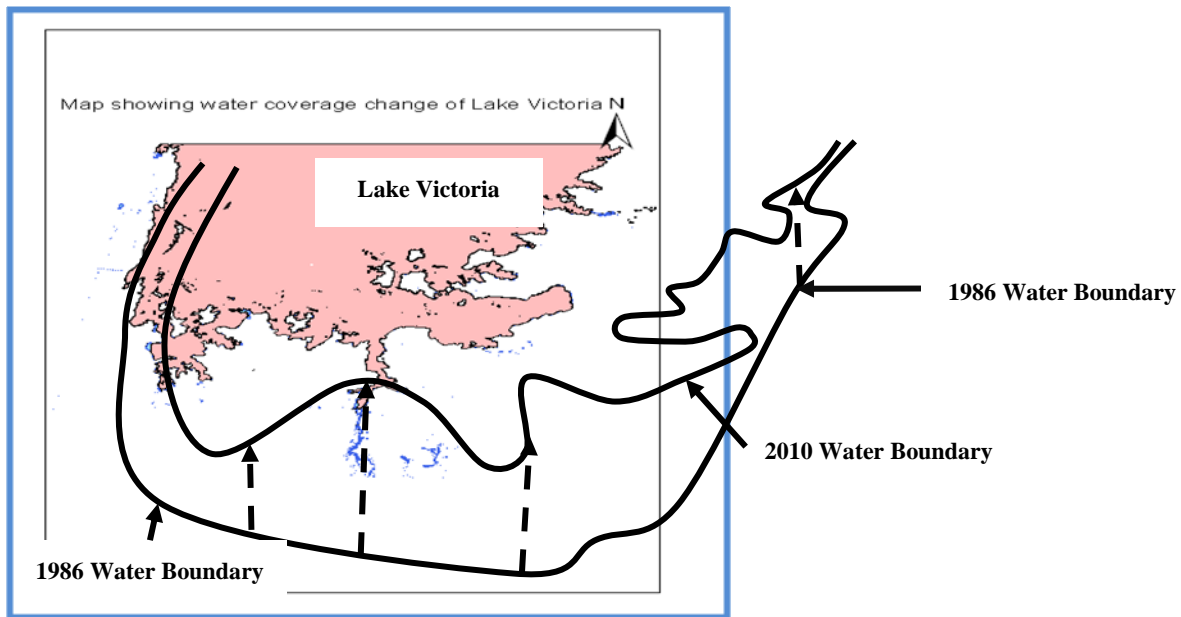 Map showing water coverage change of Lake Victoria N
Lake Victoria
1986 Water Boundary
2010 Water Boundary
1986 Water Boundary